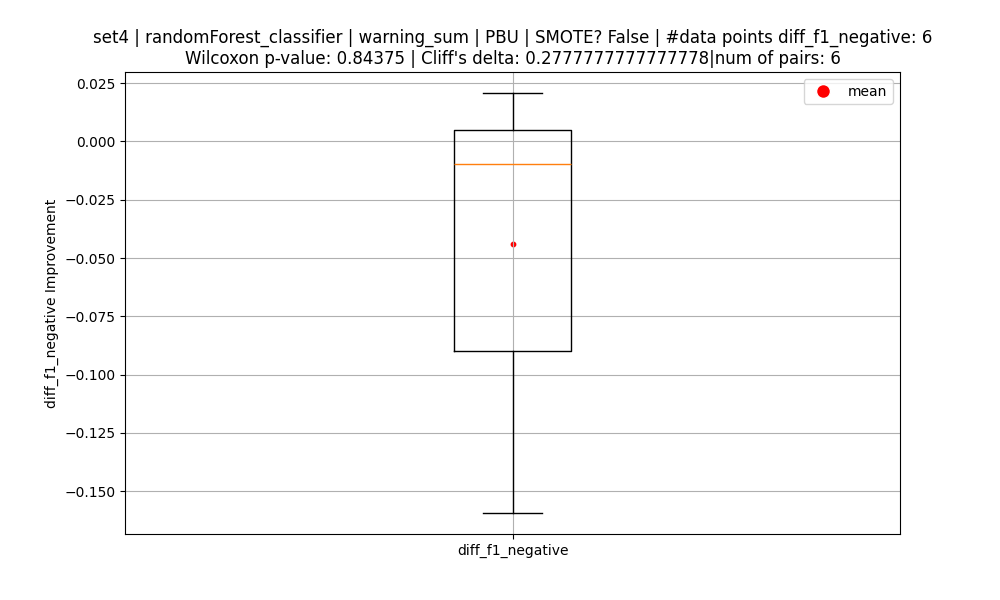 set4 | randomForest_classifier | warning_sum | PBU | SMOTE? False | #data points diff_f1_negative: 6
Wilcoxon p-value: 0.84375 | Cliff's delta: 0.2777777777777778|num of pairs: 6
mean
0.025
0.000
−0.025
−0.050
−0.075
−0.100
−0.125
−0.150
diff_f1_negative Improvement
diff_f1_negative